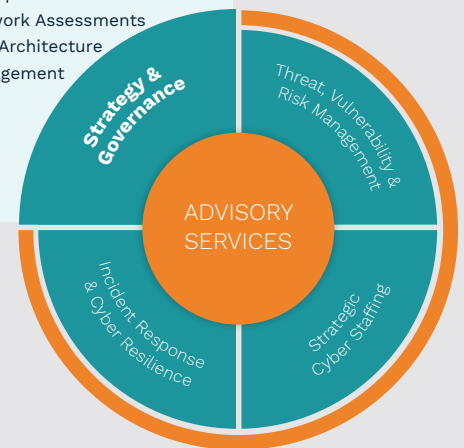 work Assessments
Architecture
gement
Strategy &
Governance
Threat, Vulnerability &
Risk Management
ADVISORY
SERVICES
Incident Response
& Cyber Resilience
Strategic
Cyber Staffing